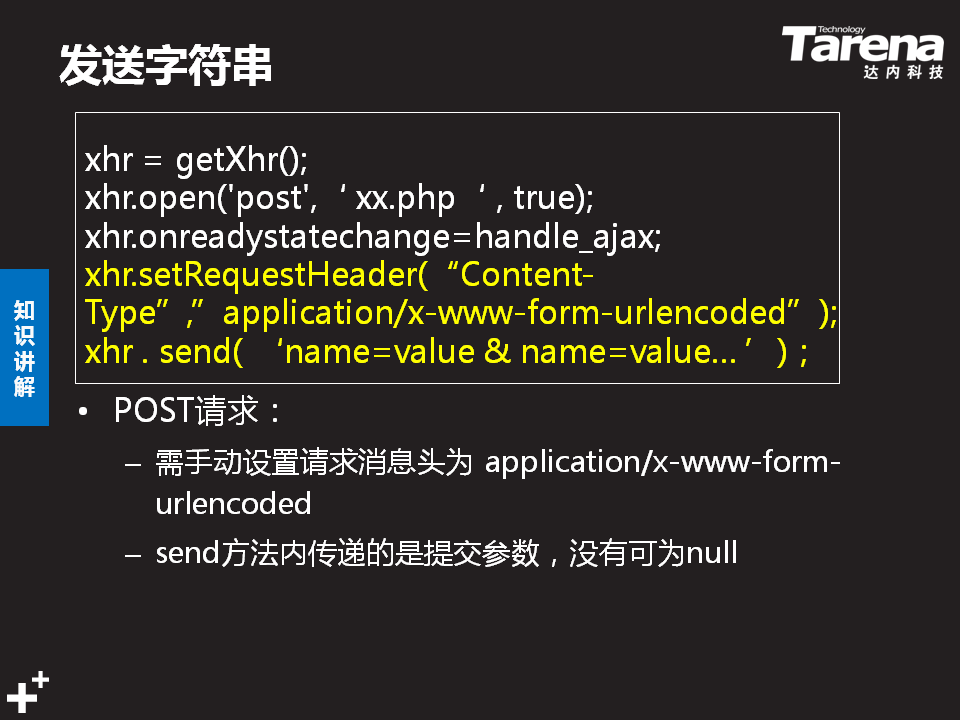 发送字符串
Technology
Tarena
达内科技
xhr = getXhr();
xhr.open('post',‘ xx.php‘ , true);
xhr.onreadystatechange=handle_ajax;
xhr.setRequestHeader(“Content-
Type”,”application/x-www-form-urlencoded”);
xhr . send( ‘name=value & name=value…’ ) ;
知识讲解
• POST请求：
– 需手动设置请求消息头为 application/x-www-form-
urlencoded
– send方法内传递的是提交参数，没有可为null